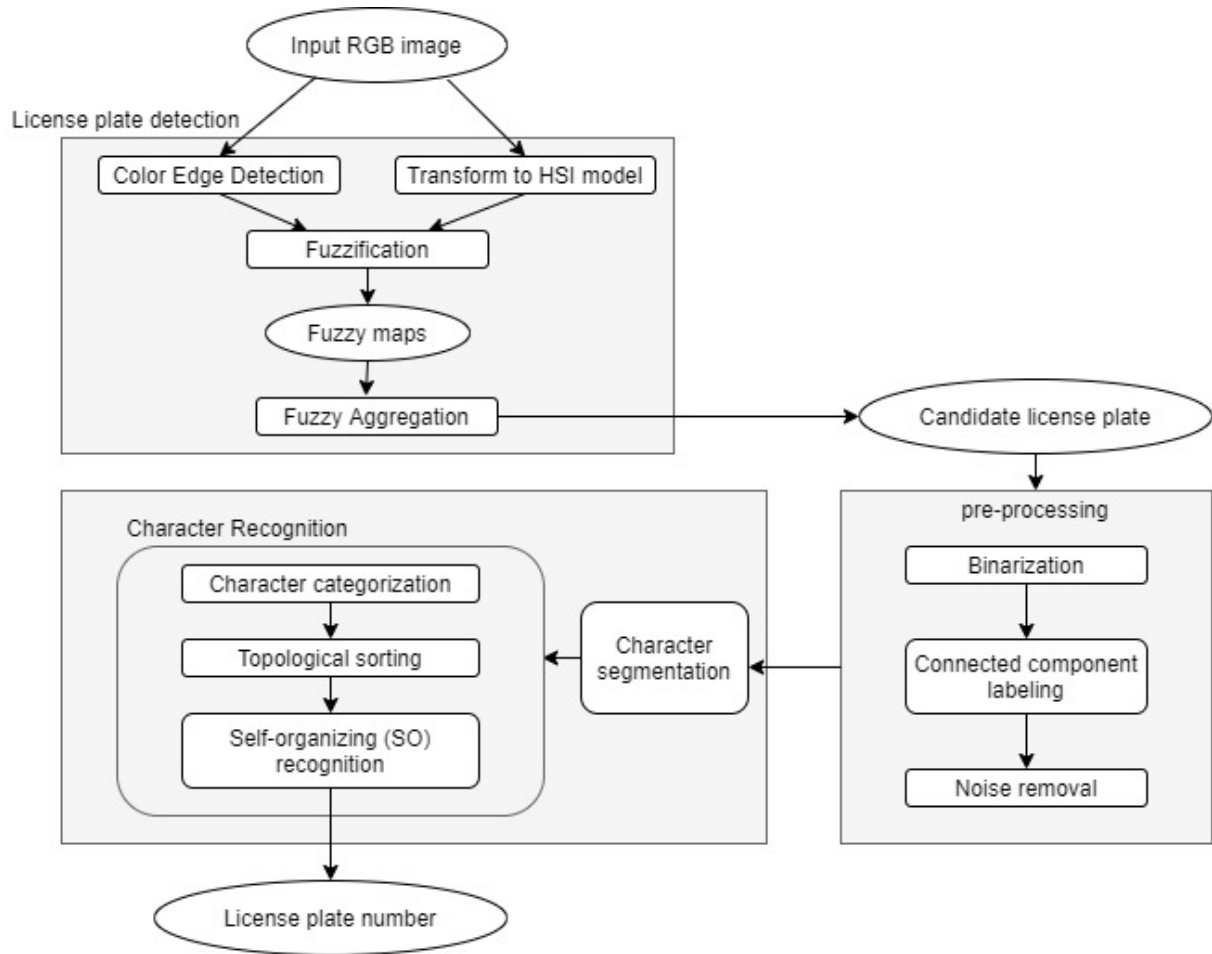 Input RGB image
License plate detection
Color Edge Detection
Transform to HSI model
Fuzzification
Fuzzy maps
Fuzzy Aggregation
Candidate license plate
pre-processing
Binarization
Connected component
labeling
Noise removal
Character
segmentation
Character Recognition
Character categorization
Topological sorting
Self-organizing (SO)
recognition
License plate number